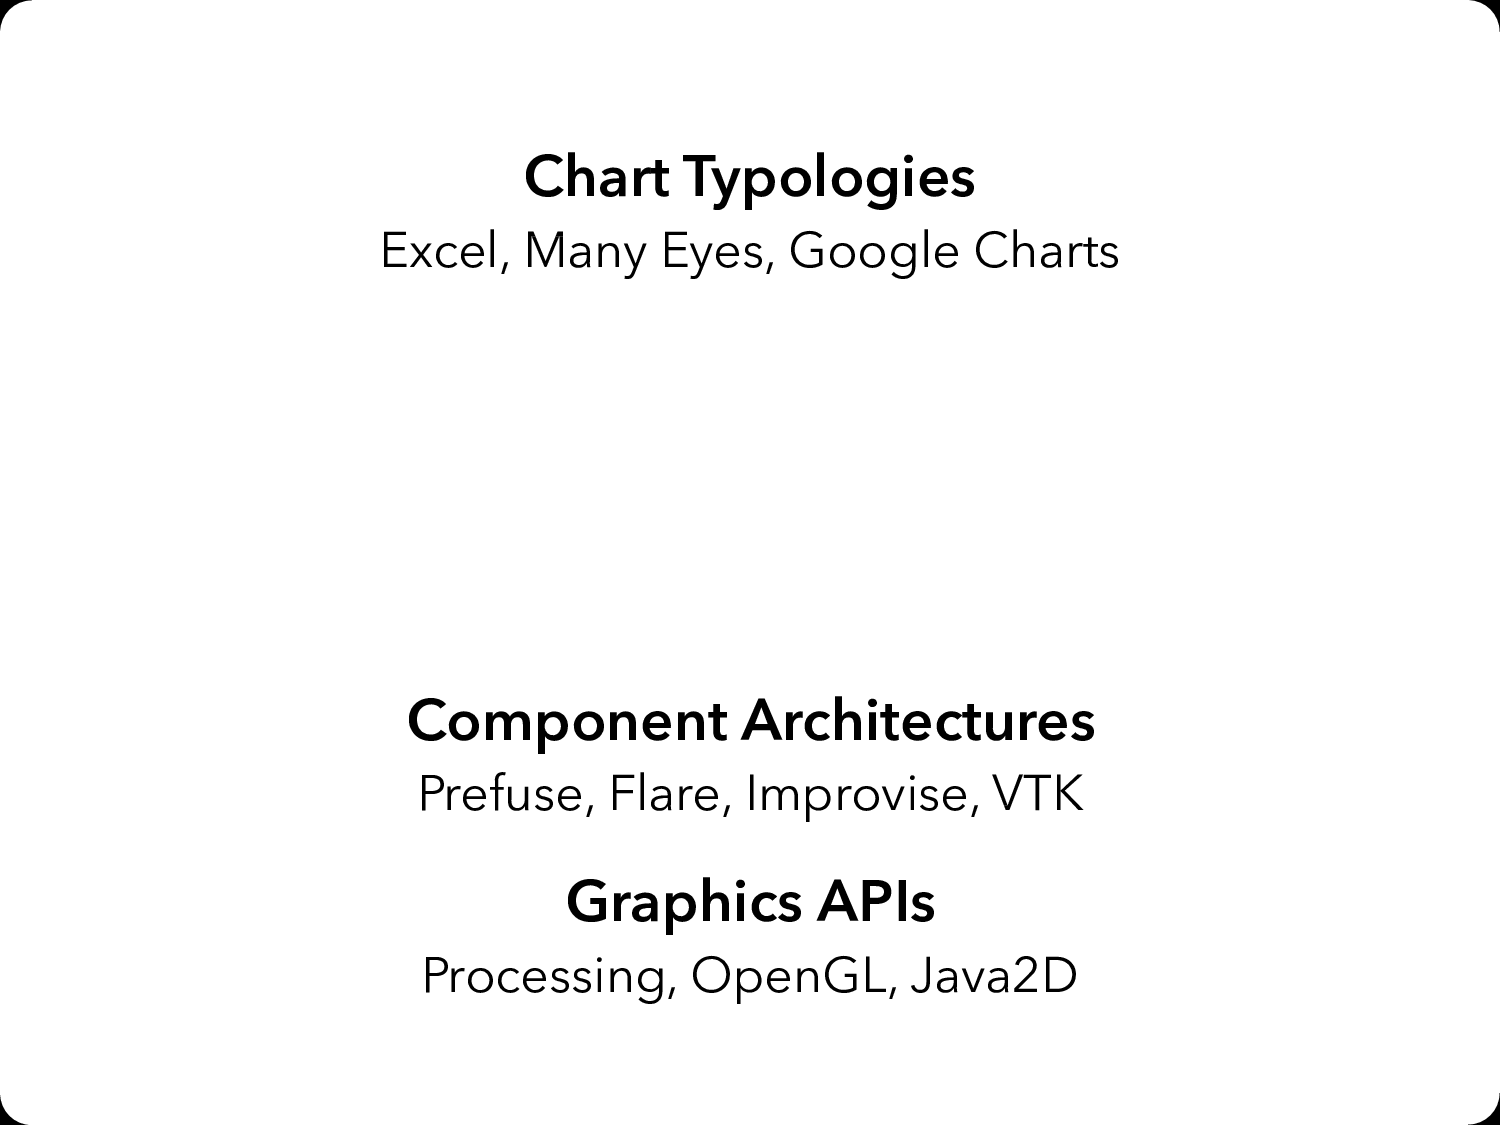 Chart Typologies
Excel, Many Eyes, Google Charts
Component Architectures
Prefuse, Flare, Improvise, VTK
Graphics APIs
Processing, OpenGL, Java2D